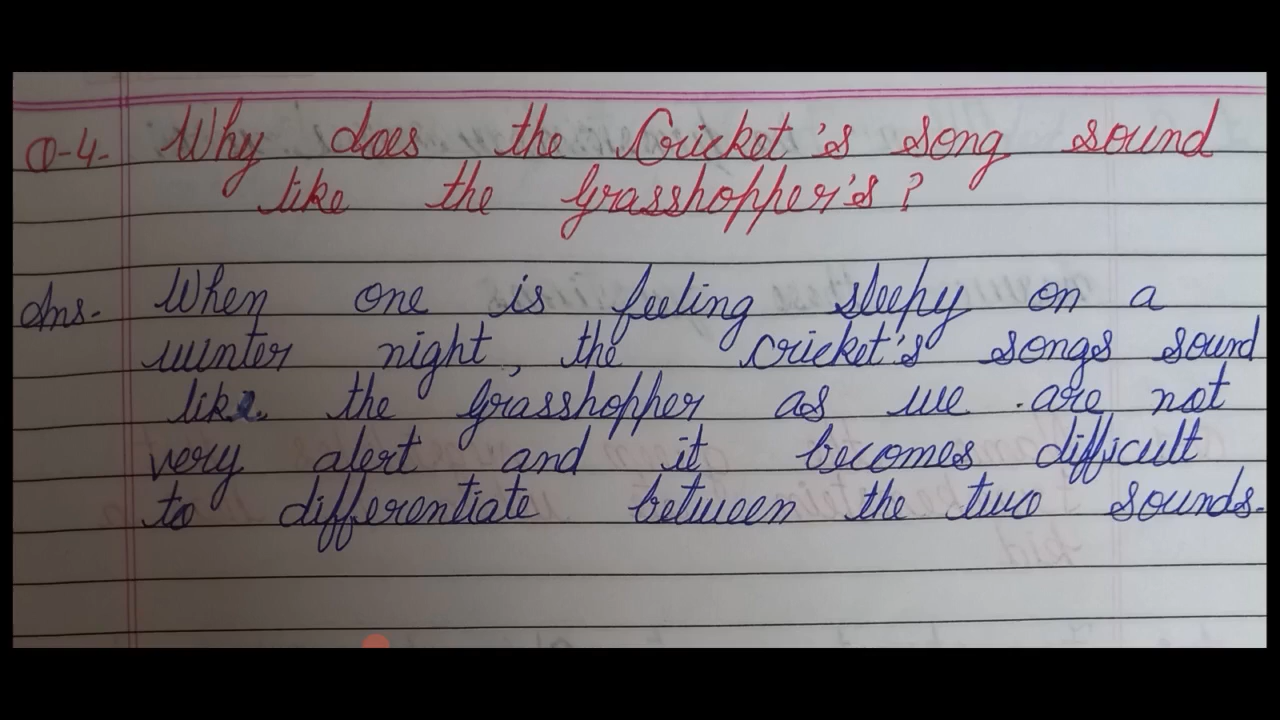 Q-4. Why does the Cricket's song sound
like the Grasshopper's?
Ans. When one is feeling sleepy on a
winter night, the cricket's songs sound
like the Grasshopper as we are not
very alert and it becomes difficult
to differentiate between the two sounds.